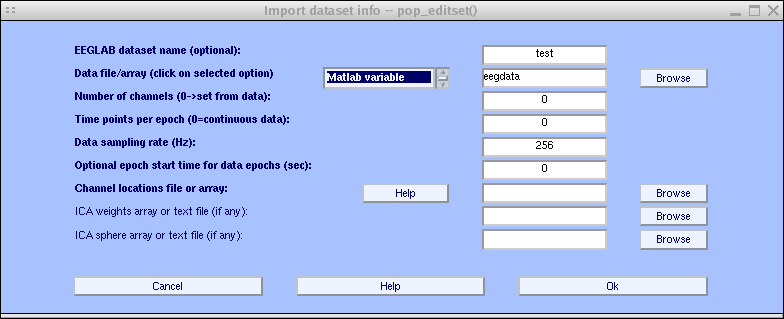 Import dataset info -- pop_editset()
EEGLAB dataset name (optional): test
Data file/array (click on selected option) Matlab variable eegdata Browse
Number of channels (0->set from data): 0
Time points per epoch (0=continuous data): 0
Data sampling rate (Hz): 256
Optional epoch start time for data epochs (sec): 0
Channel locations file or array: Help Browse
ICA weights array or text file (if any): Browse
ICA sphere array or text file (if any): Browse
Cancel Help Ok